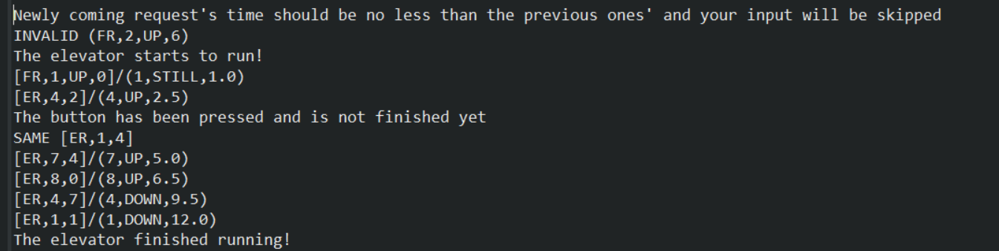 Newly coming request's time should be no less than the previous ones' and your input will be skipped
INVALID (FR,2,UP,6)
The elevator starts to run!
[FR,1,UP,0]/(1,STILL,1.0)
[ER,4,2]/(4,UP,2.5)
The button has been pressed and is not finished yet
SAME [ER,1,4]
[ER,7,4]/(7,UP,5.0)
[ER,8,0]/(8,UP,6.5)
[ER,4,7]/(4,DOWN,9.5)
[ER,1,1]/(1,DOWN,12.0)
The elevator finished running!